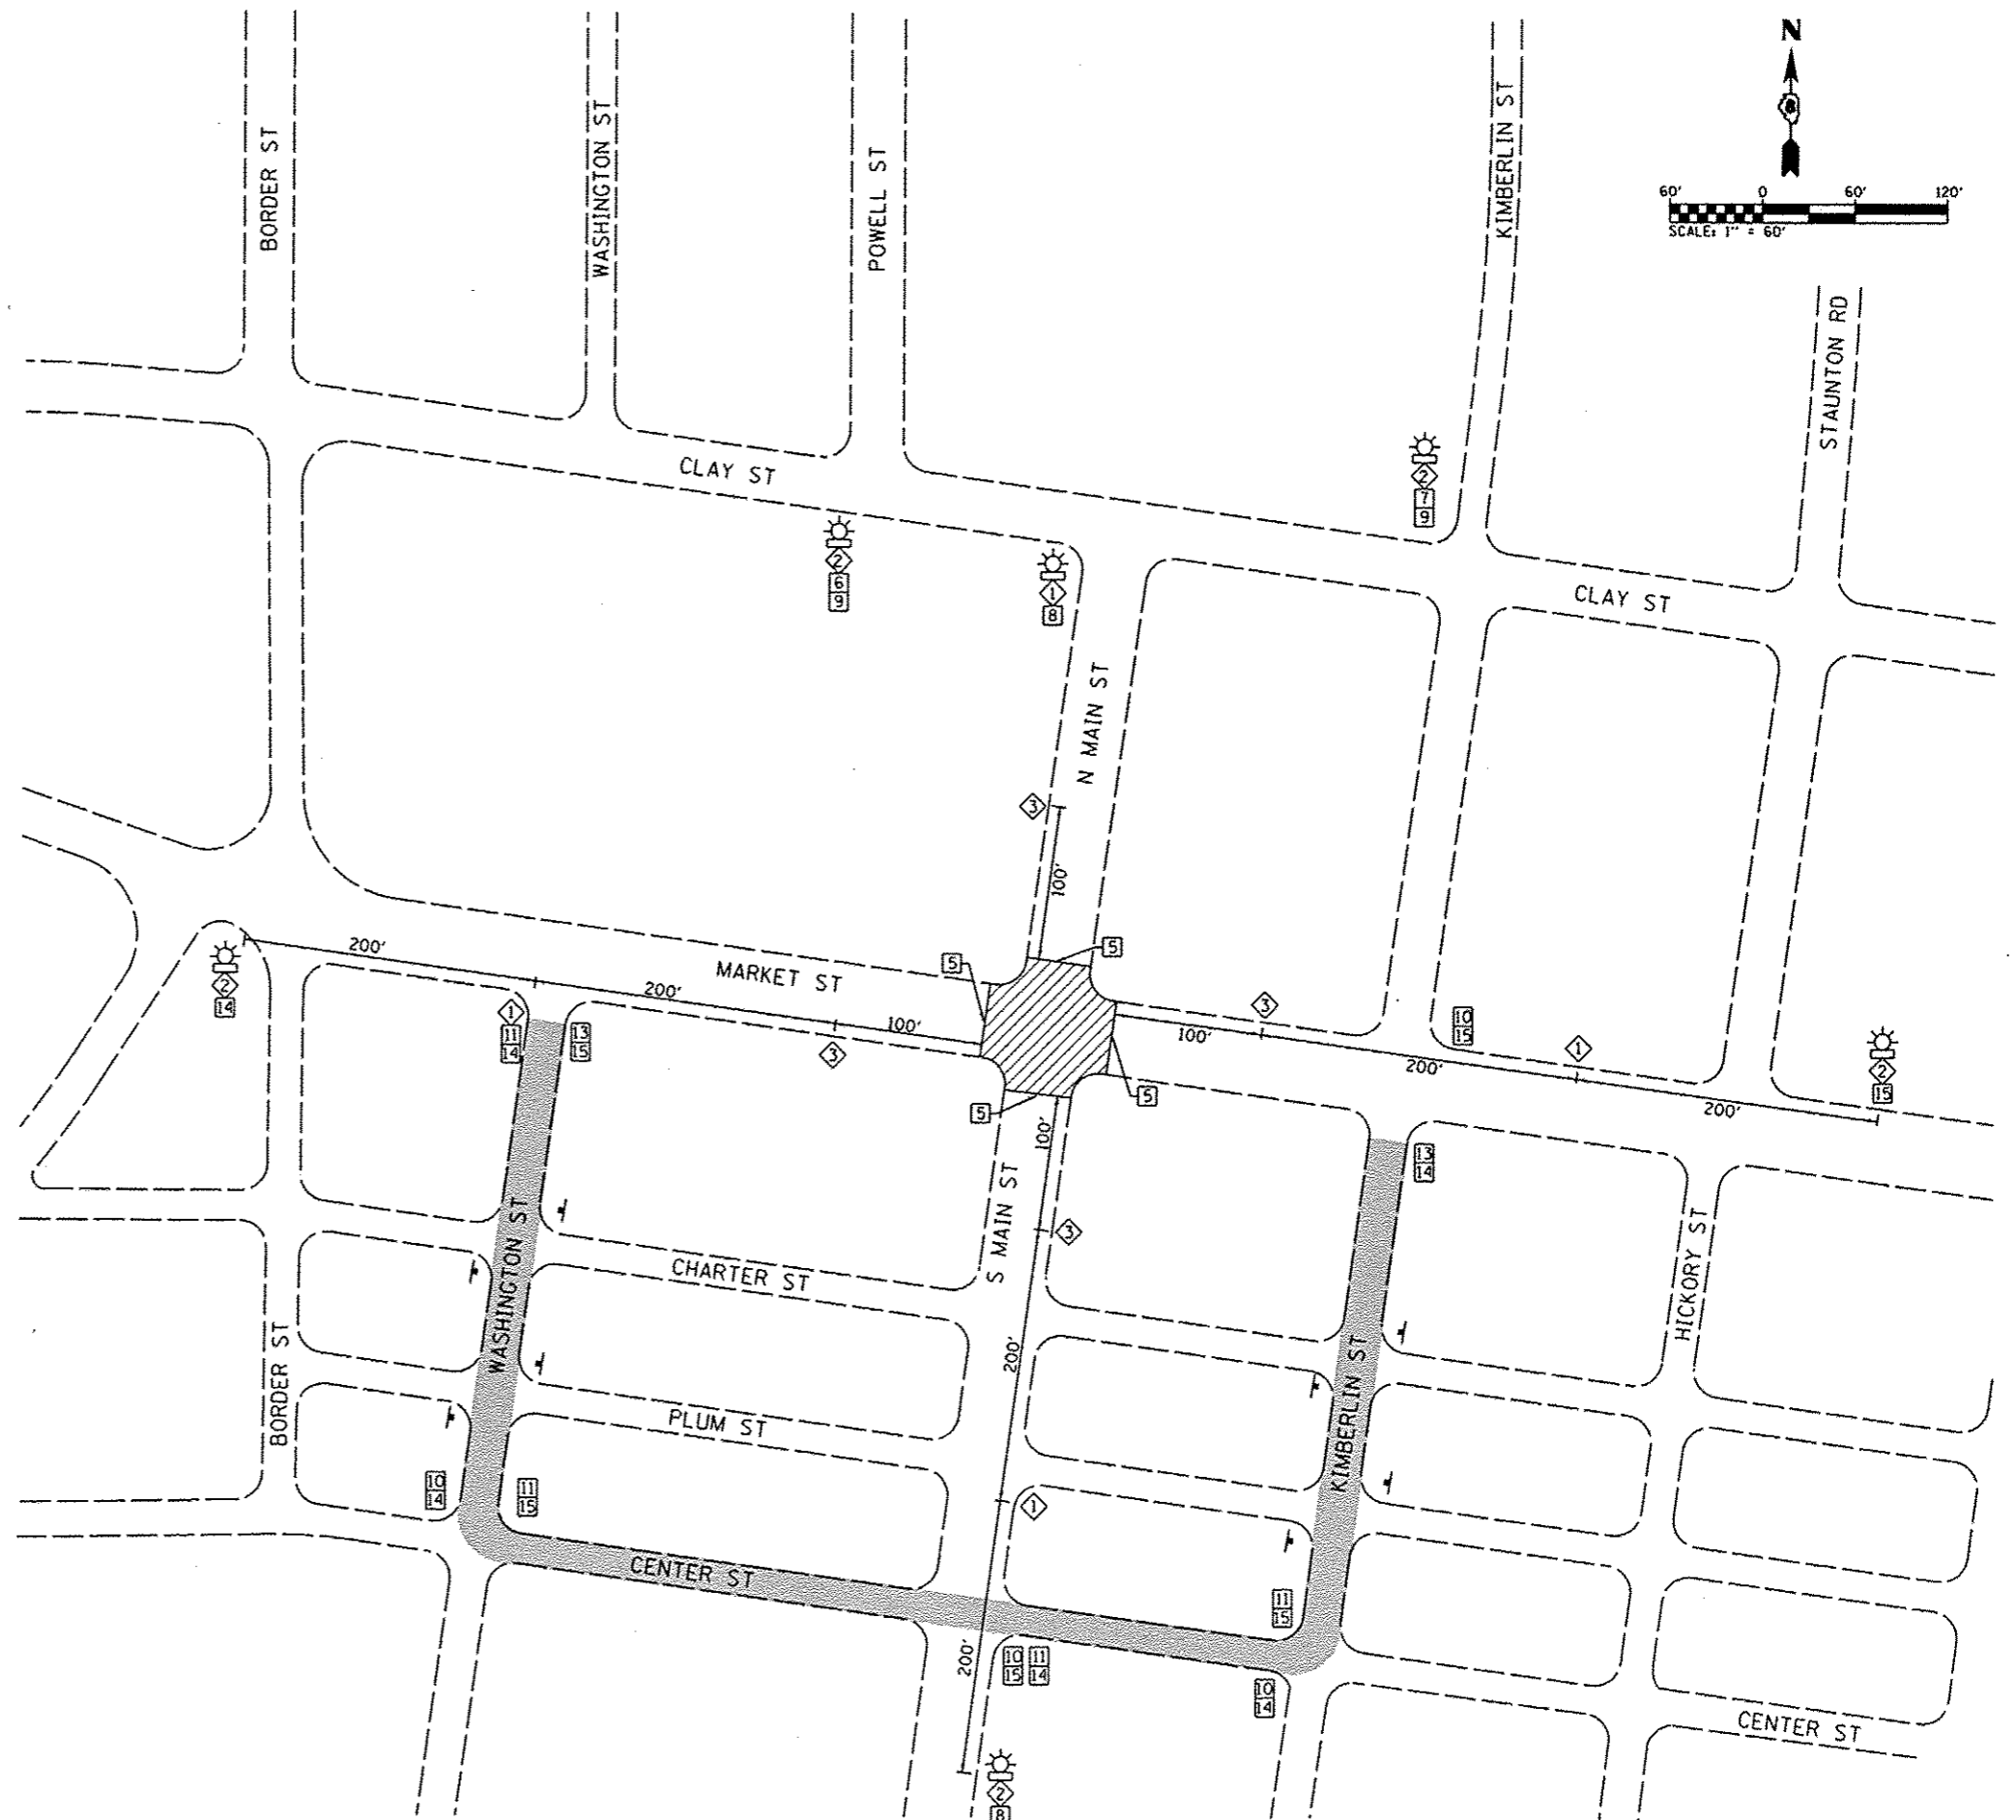 N
BORDER ST
WASHINGTON ST
POWELL ST
KIMBERLIN ST
60' 0 60' 120'
SCALE: 1" = 60'
STAUNTON RD
CLAY ST
2
7
9
2
6
9
1
8
CLAY ST
N MAIN ST
3
100'
5
5
200'
MARKET ST
200'
100'
2
14
1
11
14
13
15
3
3
100'
10
15
1
200'
2
15
200'
5
5
100'
13
14
S MAIN ST
3
WASHINGTON ST
CHARTER ST
HICKORY ST
BORDER ST
200'
KIMBERLIN ST
PLUM ST
10
14
11
15
1
CENTER ST
11
15
200'
10
15
11
14
10
14
CENTER ST
2
8